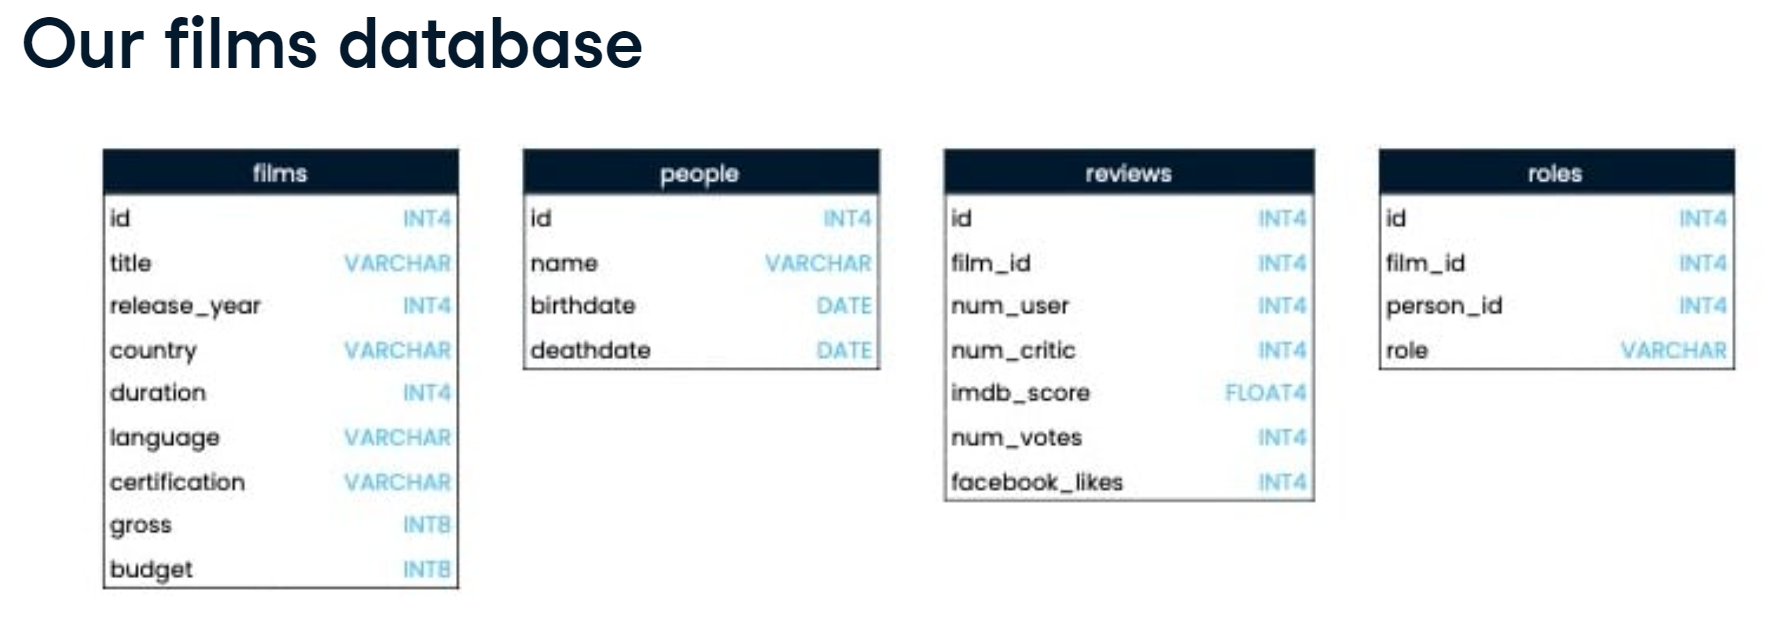 Our films database
films
id INT4
title VARCHAR
release_year INT4
country VARCHAR
duration INT4
language VARCHAR
certification VARCHAR
gross INT8
budget INT8
people
id INT4
name VARCHAR
birthdate DATE
deathdate DATE
reviews
id INT4
film_id INT4
num_user INT4
num_critic INT4
imdb_score FLOAT4
num_votes INT4
facebook_likes INT4
roles
id INT4
film_id INT4
person_id INT4
role VARCHAR